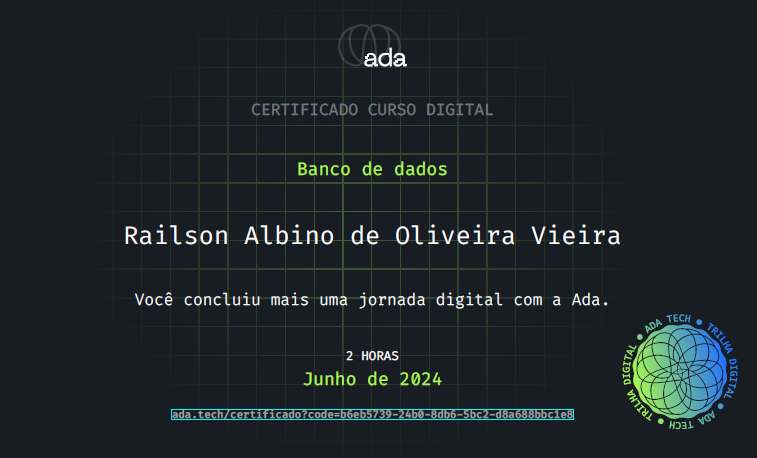 ada
CERTIFICADO CURSO DIGITAL
Banco de dados
Railson Albino de Oliveira Vieira
Você concluiu mais uma jornada digital com a Ada.
2 HORAS
Junho de 2024
ada.tech/certificado?code=b6eb5739-24b0-8db6-5bc2-d8a688bbc1e8
ADA TECH • TRILHA DIGITAL • ADA TECH • TRILHA DIGITAL •